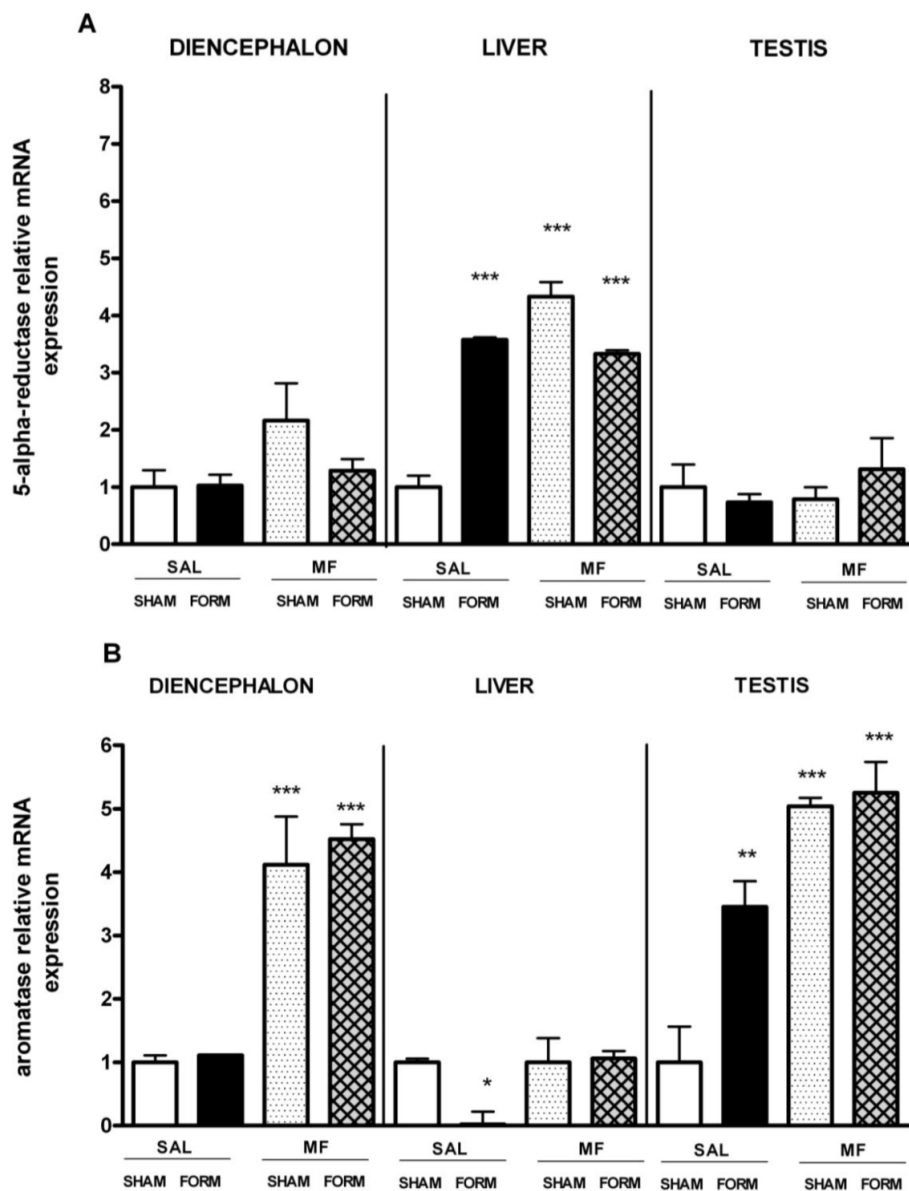 A
DIENCEPHALON LIVER TESTIS
5-alpha-reductase relative mRNA
expression
8
7
6
5
4
3
2
1
0
*** *** ***
SAL MF SAL MF SAL MF
SHAM FORM SHAM FORM SHAM FORM SHAM FORM SHAM FORM SHAM FORM
B
DIENCEPHALON LIVER TESTIS
aromatase relative mRNA
expression
6
5
4
3
2
1
0
*** *** * ** *** ***
SAL MF SAL MF SAL MF
SHAM FORM SHAM FORM SHAM FORM SHAM FORM SHAM FORM SHAM FORM